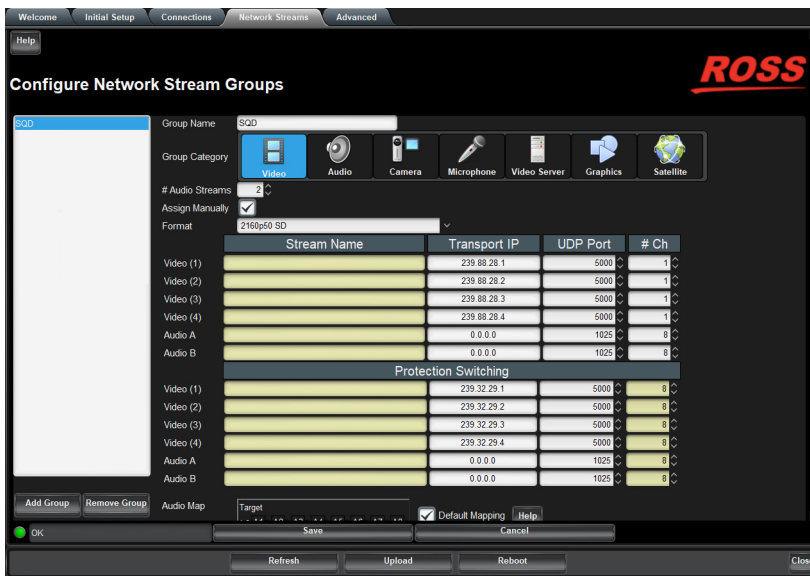 Welcome Initial Setup Connections Network Streams Advanced
Help
ROSS
Configure Network Stream Groups
SQD
Group Name SQD
Group Category Video Audio Camera Microphone Video Server Graphics Satellite
# Audio Streams 2
Assign Manually
Format 2160p50 SD
Stream Name Transport IP UDP Port # Ch
Video (1) 239.88.28.1 5000 1
Video (2) 239.88.28.2 5000 1
Video (3) 239.88.28.3 5000 1
Video (4) 239.88.28.4 5000 1
Audio A 0.0.0.0 1025 8
Audio B 0.0.0.0 1025 8
Protection Switching
Video (1) 239.32.29.1 5000 8
Video (2) 239.32.29.2 5000 8
Video (3) 239.32.29.3 5000 8
Video (4) 239.32.29.4 5000 8
Audio A 0.0.0.0 1025 8
Audio B 0.0.0.0 1025 8
Add Group Remove Group Audio Map Target Default Mapping Help
OK Save Cancel
Refresh Upload Reboot Close